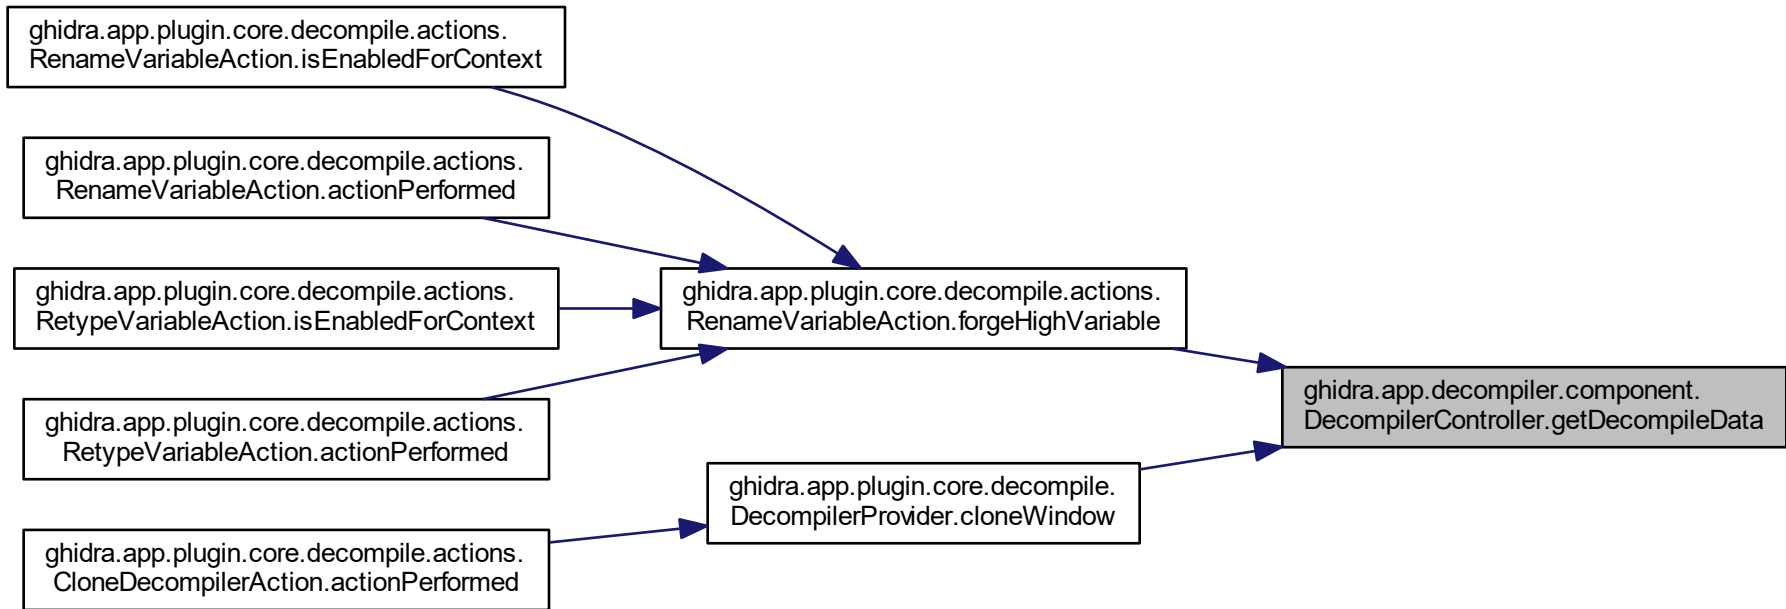 ghidra.app.plugin.core.decompile.actions.
RenameVariableAction.isEnabledForContext
ghidra.app.plugin.core.decompile.actions.
RenameVariableAction.actionPerformed
ghidra.app.plugin.core.decompile.actions.
RetypeVariableAction.isEnabledForContext
ghidra.app.plugin.core.decompile.actions.
RetypeVariableAction.actionPerformed
ghidra.app.plugin.core.decompile.actions.
CloneDecompilerAction.actionPerformed
ghidra.app.plugin.core.decompile.actions.
RenameVariableAction.forgeHighVariable
ghidra.app.plugin.core.decompile.
DecompilerProvider.cloneWindow
ghidra.app.decompiler.component.
DecompilerController.getDecompileData